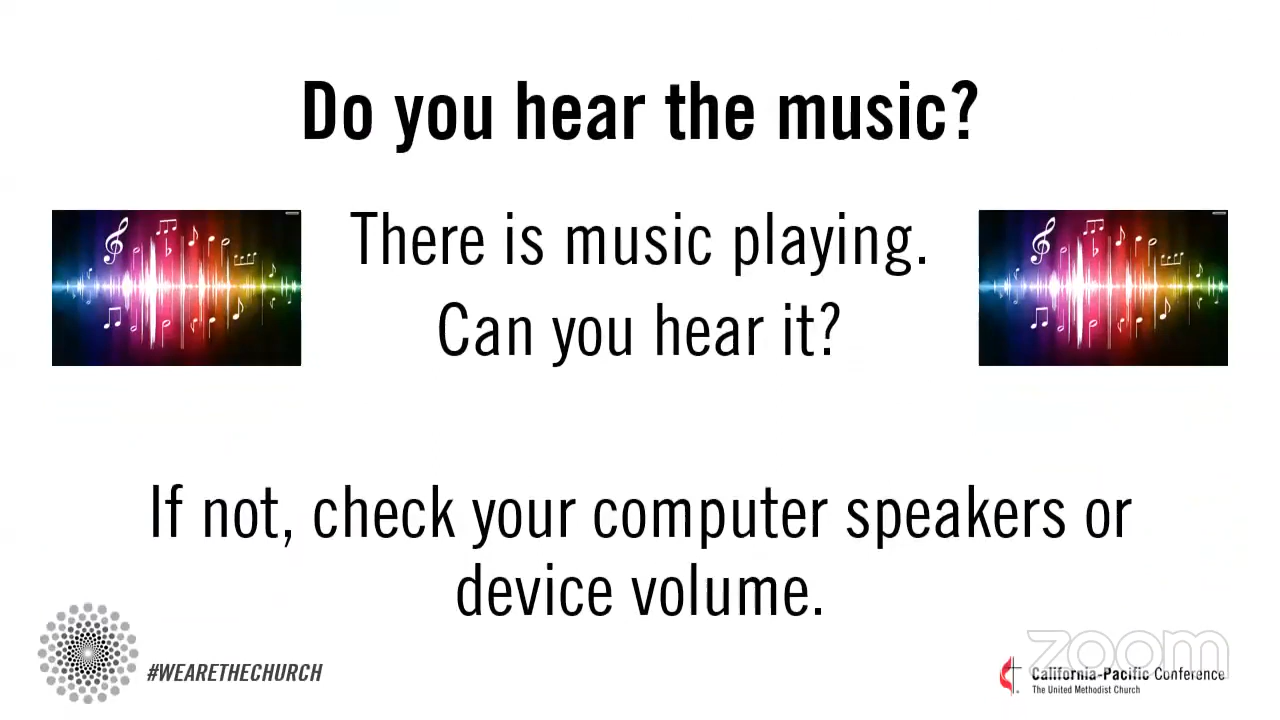 Do you hear the music?
There is music playing.
Can you hear it?
If not, check your computer speakers or
device volume.
#WEARETHECHURCH
zoom
California-Pacific Conference
The United Methodist Church